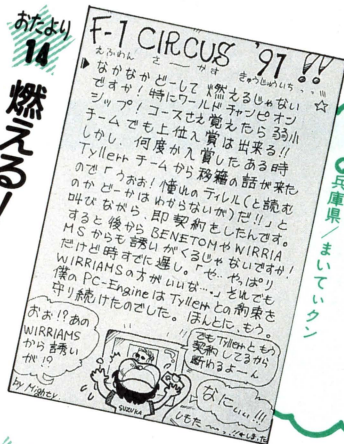 おたより
14
燃える!
兵庫県/まいてぃクン
F-1 CIRCUS '91 !!
えふわん さーかす きゅうじゅういち・・・!!
▶なかなかどーして燃えるじゃない
ですか!特にワールドチャンピオン
シップ!コースさえ覚えたら弱小
チームでも上位入賞は出来る!!
しかし、何度か入賞したある時
Tyllerrチームから移籍の話が来た
ので「うおお!憧れのティレル(と読む
のかどーかはわからないが)だ!!」と
叫びながら、即契約をしたんです。
すると後からBENETOMやWIRRIA
MSからも誘いがくるじゃないですか!
だけど時すでに遅し。「セ、やっぱり
WIRRIAMSの方がいいな…。」それでも
僕のPC-EngineはTyllerrとの約束を
守り続けたのでした。ほんとに、もう。
おお!?あの
WIRRIAMS
から誘い
が!?
でもTyllerrともう
契約してるから
断わるよーん
なにいぃ!!!
SUZUKA
by Mighty
しまった